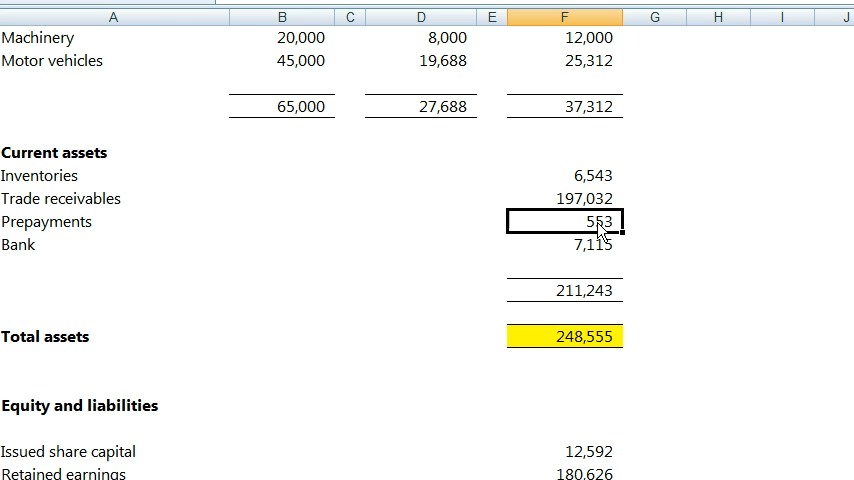 A B C D E F G H I J
Machinery 20,000 8,000 12,000
Motor vehicles 45,000 19,688 25,312
65,000 27,688 37,312
Current assets
Inventories 6,543
Trade receivables 197,032
Prepayments 553
Bank 7,115
211,243
Total assets 248,555
Equity and liabilities
Issued share capital 12,592
Retained earnings 180,626